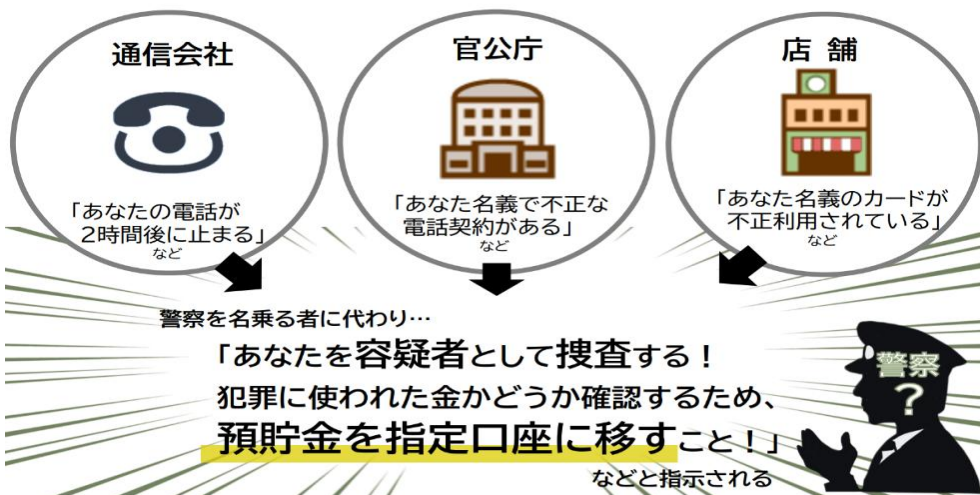 通信会社
「あなたの電話が
2時間後に止まる」
など
官公庁
「あなた名義で不正な
電話契約がある」
など
店 舗
「あなた名義のカードが
不正利用されている」
など
警察を名乗る者に代わり…
「あなたを容疑者として捜査する！
犯罪に使われた金かどうか確認するため、
預貯金を指定口座に移すこと！」
などと指示される
警察
？